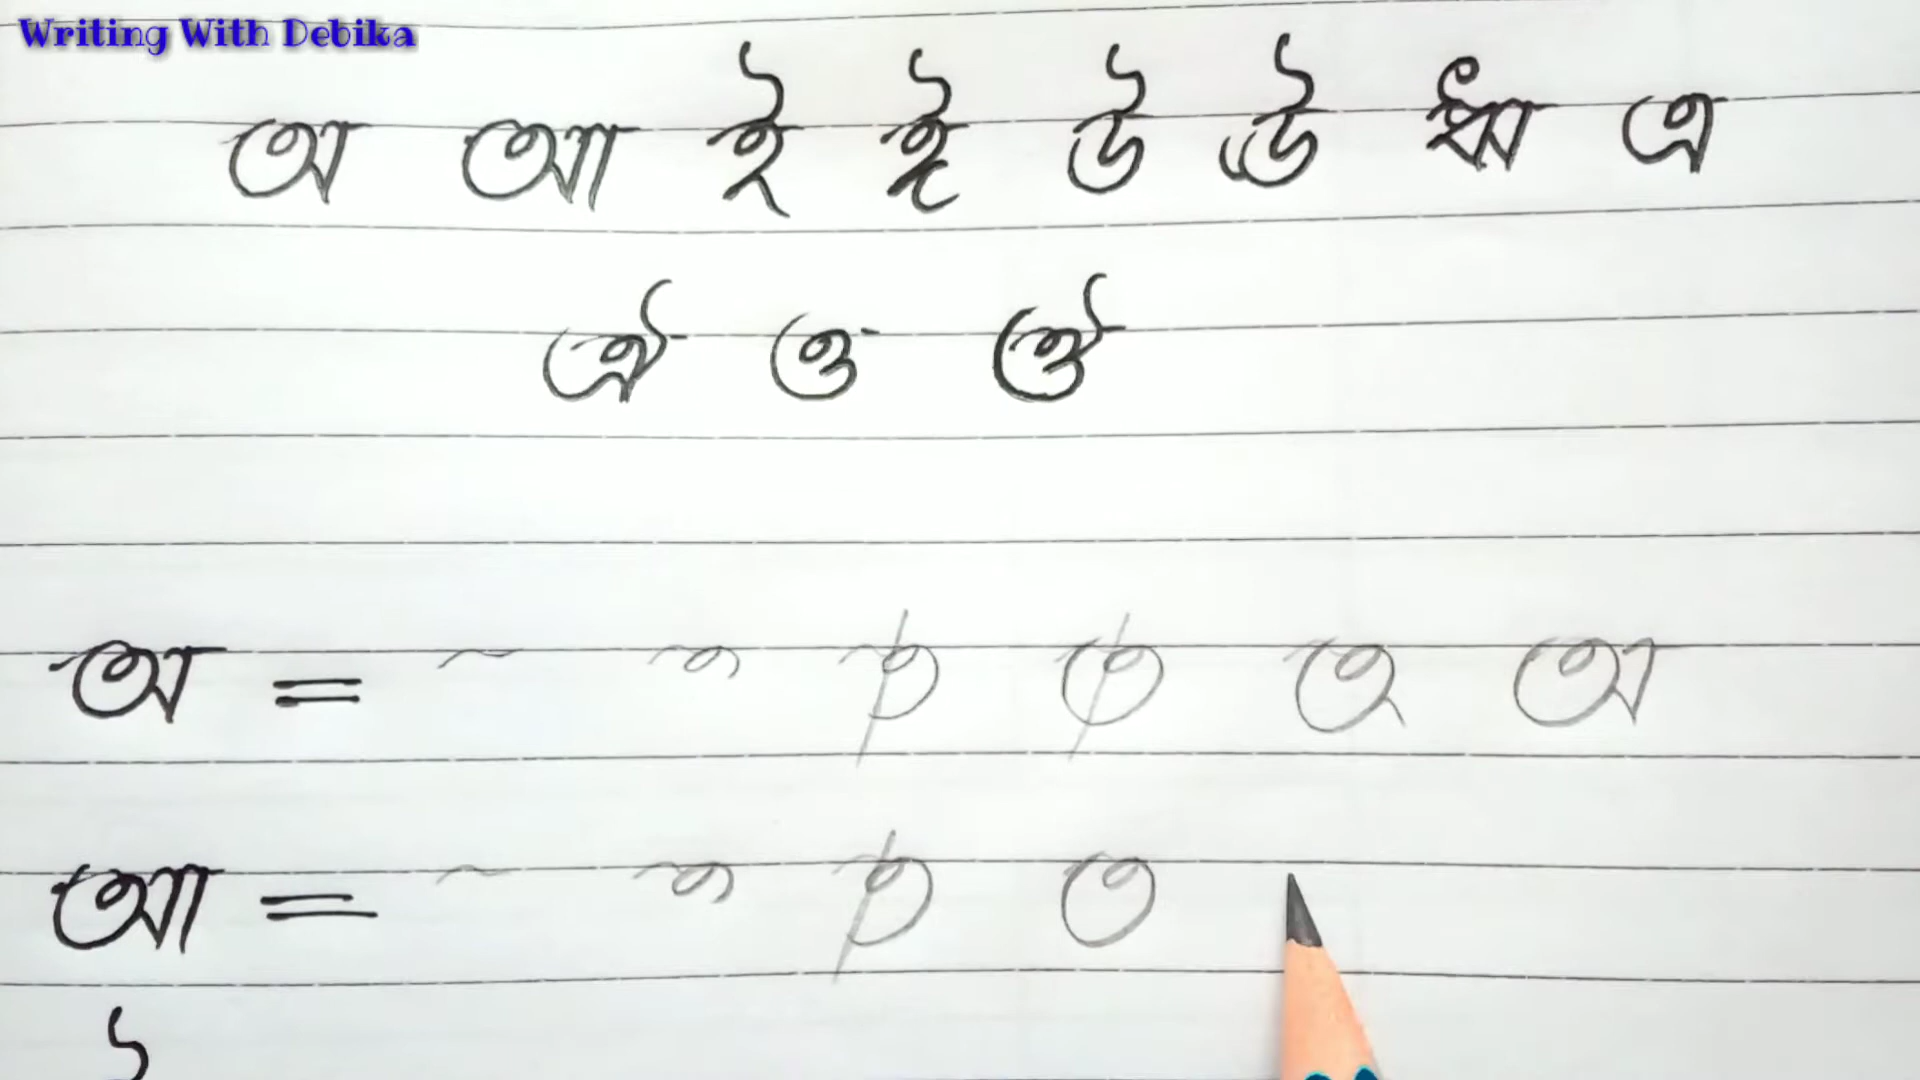 Writing With Debika
অ আ ই ঈ উ ঊ ঋ এ
ঐ ও ঔ
অ = অ
আ =